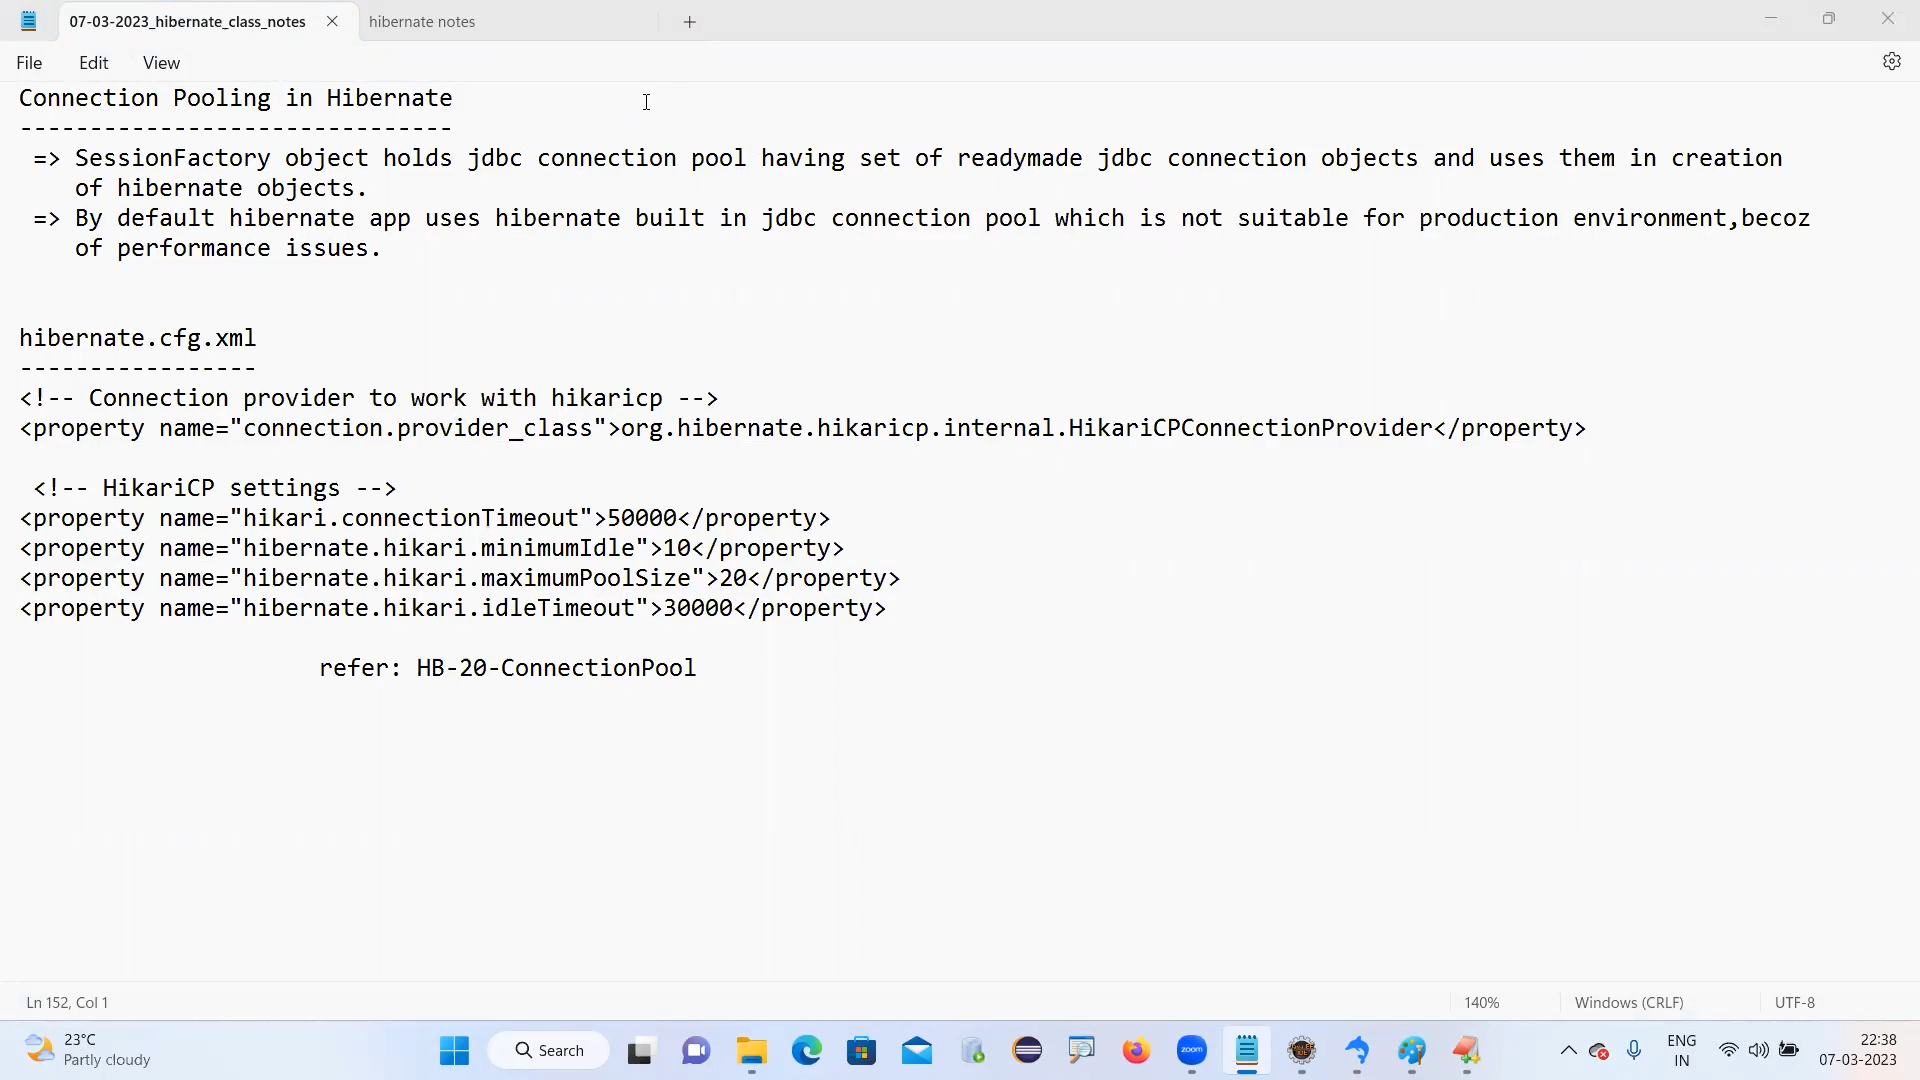 07-03-2023_hibernate_class_notes
hibernate notes
File Edit View
Connection Pooling in Hibernate
-------------------------------
=> SessionFactory object holds jdbc connection pool having set of readymade jdbc connection objects and uses them in creation
of hibernate objects.
=> By default hibernate app uses hibernate built in jdbc connection pool which is not suitable for production environment,becoz
of performance issues.
hibernate.cfg.xml
-----------------
<!-- Connection provider to work with hikaricp -->
<property name="connection.provider_class">org.hibernate.hikaricp.internal.HikariCPConnectionProvider</property>
<!-- HikariCP settings -->
<property name="hikari.connectionTimeout">50000</property>
<property name="hibernate.hikari.minimumIdle">10</property>
<property name="hibernate.hikari.maximumPoolSize">20</property>
<property name="hibernate.hikari.idleTimeout">30000</property>
refer: HB-20-ConnectionPool
Ln 152, Col 1 140% Windows (CRLF) UTF-8
23°C
Partly cloudy
Search
zoom
ENG
IN
22:38
07-03-2023